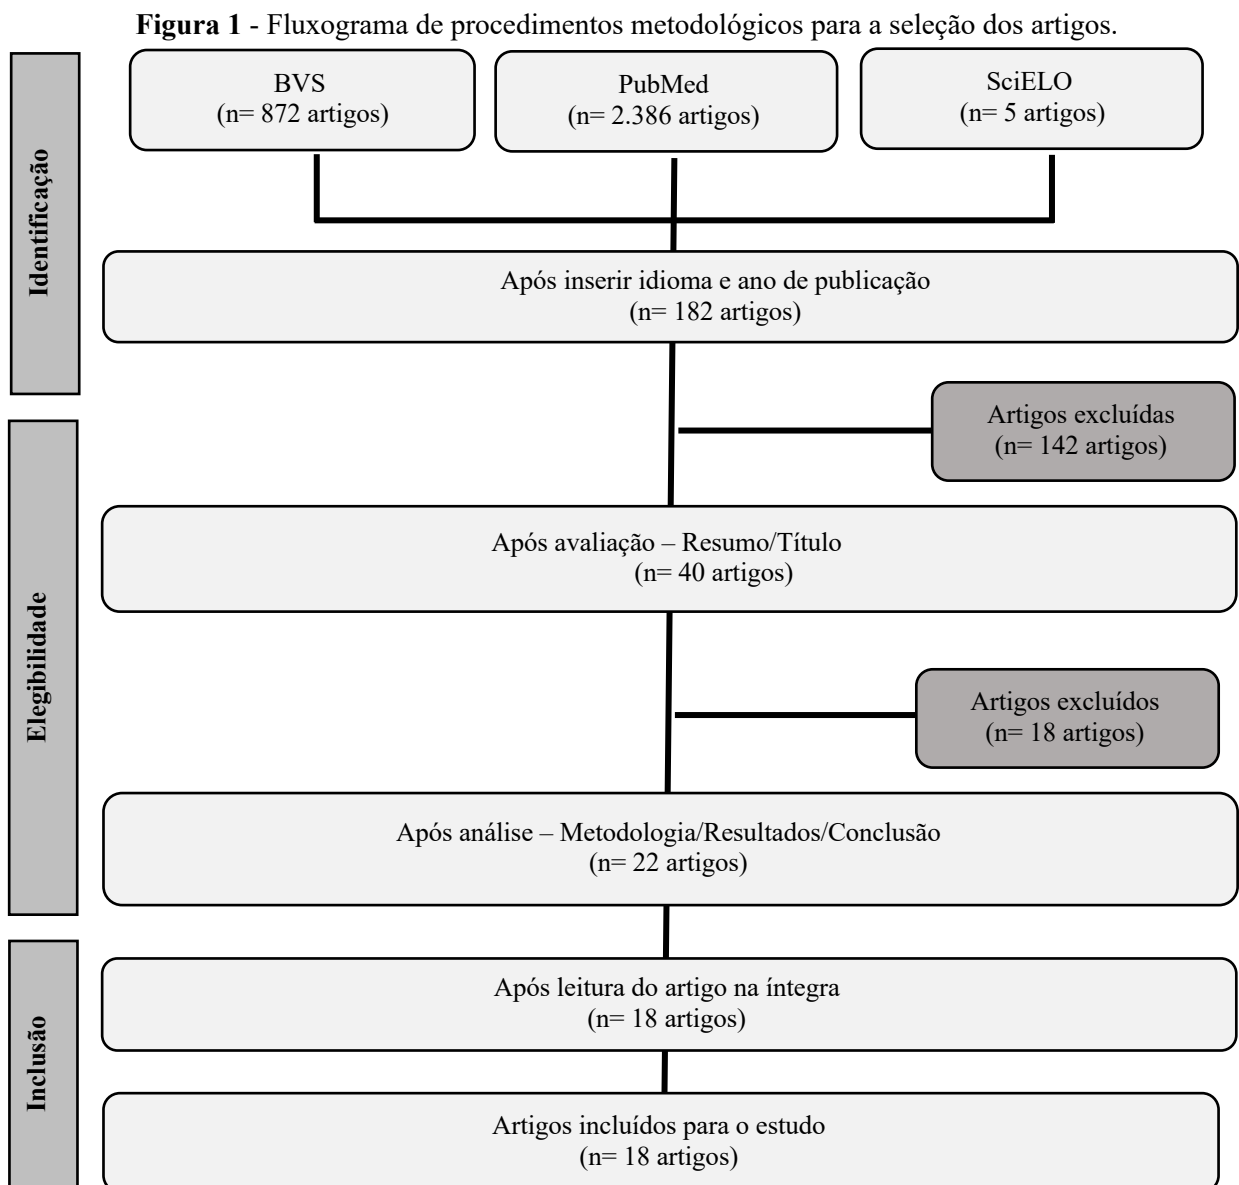 Figura 1 - Fluxograma de procedimentos metodológicos para a seleção dos artigos.
Identificação
BVS
(n= 872 artigos)
PubMed
(n= 2.386 artigos)
SciELO
(n= 5 artigos)
Após inserir idioma e ano de publicação
(n= 182 artigos)
Artigos excluídas
(n= 142 artigos)
Elegibilidade
Após avaliação – Resumo/Título
(n= 40 artigos)
Artigos excluídos
(n= 18 artigos)
Após análise – Metodologia/Resultados/Conclusão
(n= 22 artigos)
Inclusão
Após leitura do artigo na íntegra
(n= 18 artigos)
Artigos incluídos para o estudo
(n= 18 artigos)